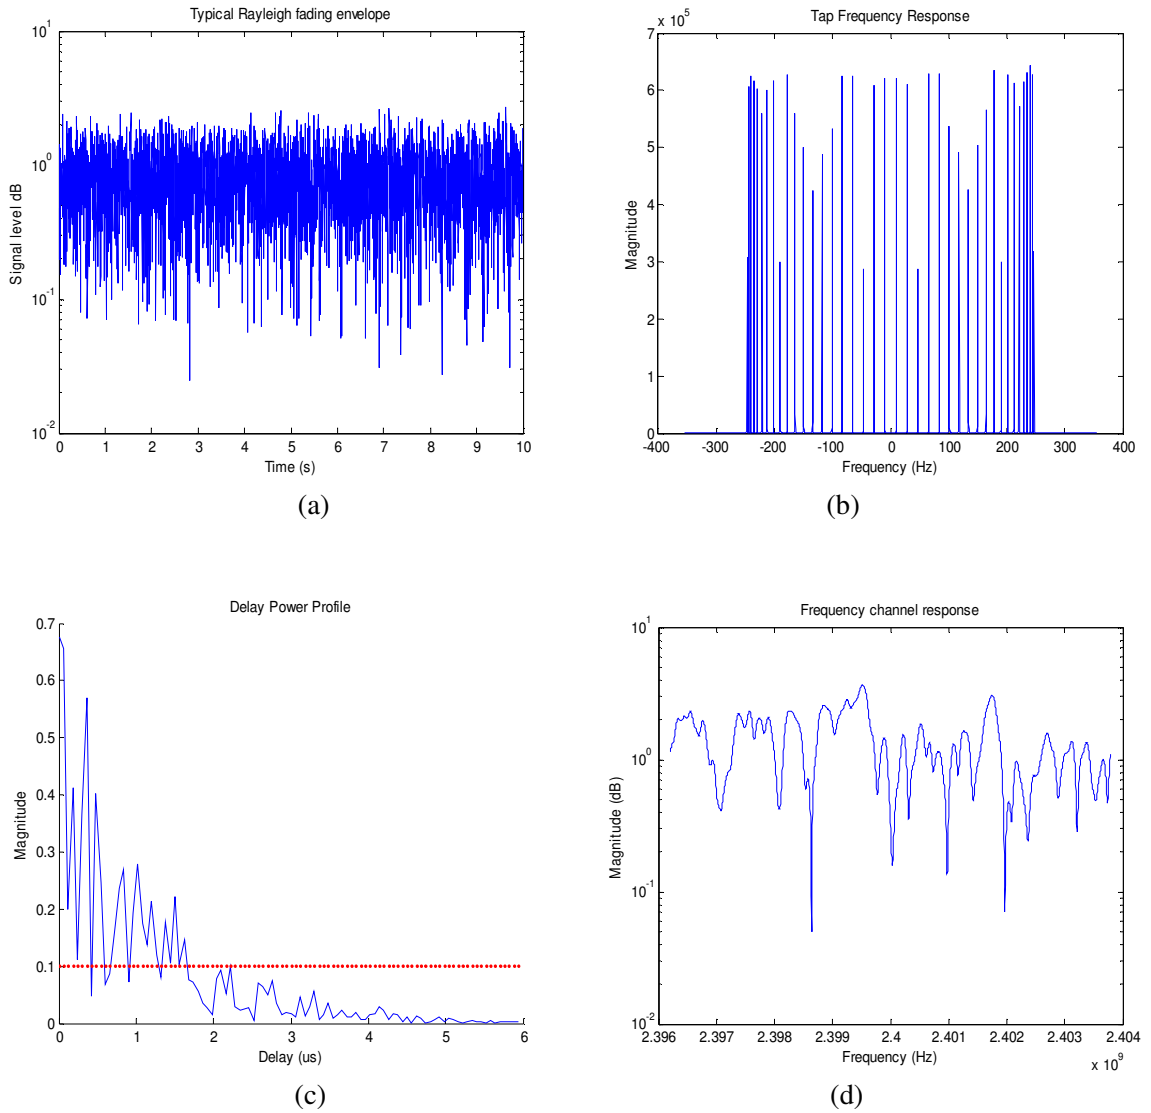 Typical Rayleigh fading envelope
10^1
10^0
10^-1
10^-2
Signal level dB
0 1 2 3 4 5 6 7 8 9 10
Time (s)
(a)
Tap Frequency Response
x 10^5
7
6
5
4
3
2
1
0
Magnitude
-400 -300 -200 -100 0 100 200 300 400
Frequency (Hz)
(b)
Delay Power Profile
0.7
0.6
0.5
0.4
0.3
0.2
0.1
0
Magnitude
0 1 2 3 4 5 6
Delay (us)
(c)
Frequency channel response
10^1
10^0
10^-1
10^-2
Magnitude (dB)
2.396 2.397 2.398 2.399 2.4 2.401 2.402 2.403 2.404
Frequency (Hz)
x 10^9
(d)